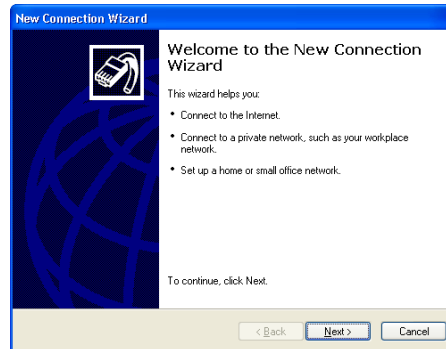 New Connection Wizard
Welcome to the New Connection
Wizard
This wizard helps you:
• Connect to the Internet.
• Connect to a private network, such as your workplace
network.
• Set up a home or small office network.
To continue, click Next.
< Back Next > Cancel